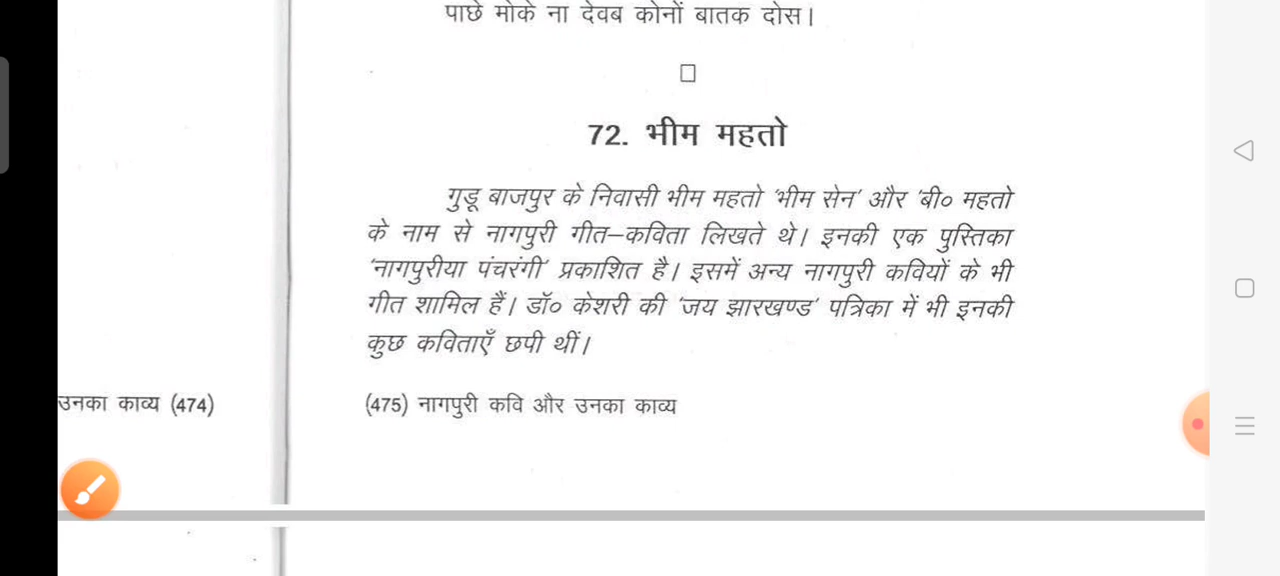 पाछे मोके ना देवब कोनों बातक दोस।
72. भीम महतो
गुडू बाजपुर के निवासी भीम महतो 'भीम सेन' और 'बी० महतो
के नाम से नागपुरी गीत–कविता लिखते थे। इनकी एक पुस्तिका
'नागपुरीया पंचरंगी' प्रकाशित है। इसमें अन्य नागपुरी कवियों के भी
गीत शामिल हैं। डॉ० केशरी की 'जय झारखण्ड' पत्रिका में भी इनकी
कुछ कविताएँ छपी थीं।
उनका काव्य (474)
(475) नागपुरी कवि और उनका काव्य